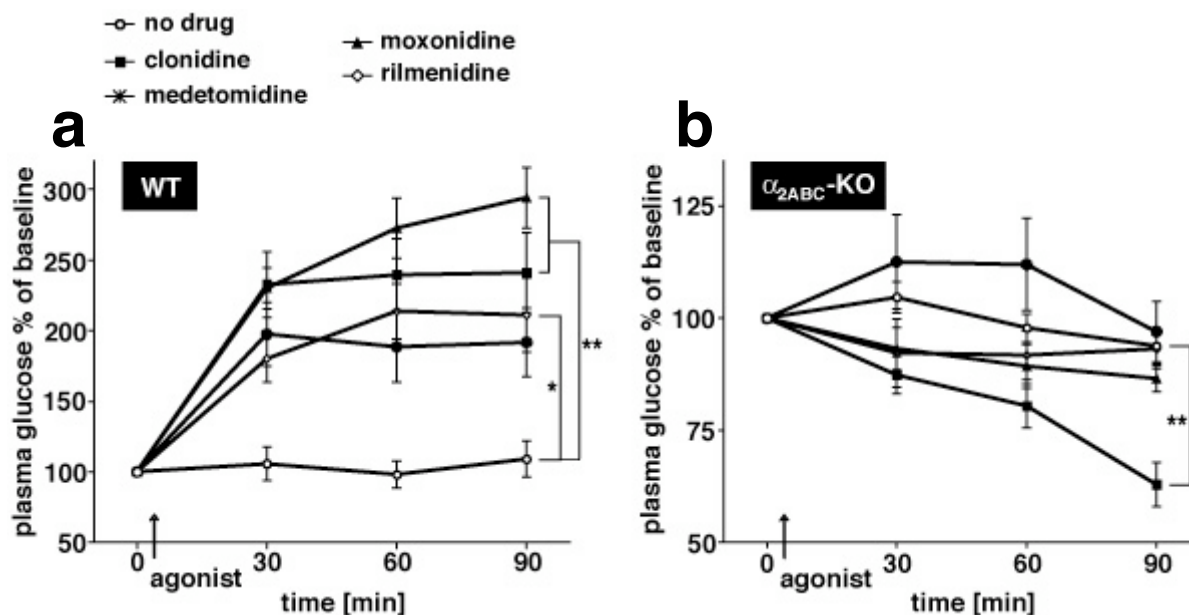 no drug
clonidine
medetomidine
moxonidine
rilmenidine
a
WT
plasma glucose % of baseline
300
250
200
150
100
50
**
*
0
30
60
90
agonist
time [min]
b
α2ABC-KO
plasma glucose % of baseline
125
100
75
50
**
0
30
60
90
agonist
time [min]